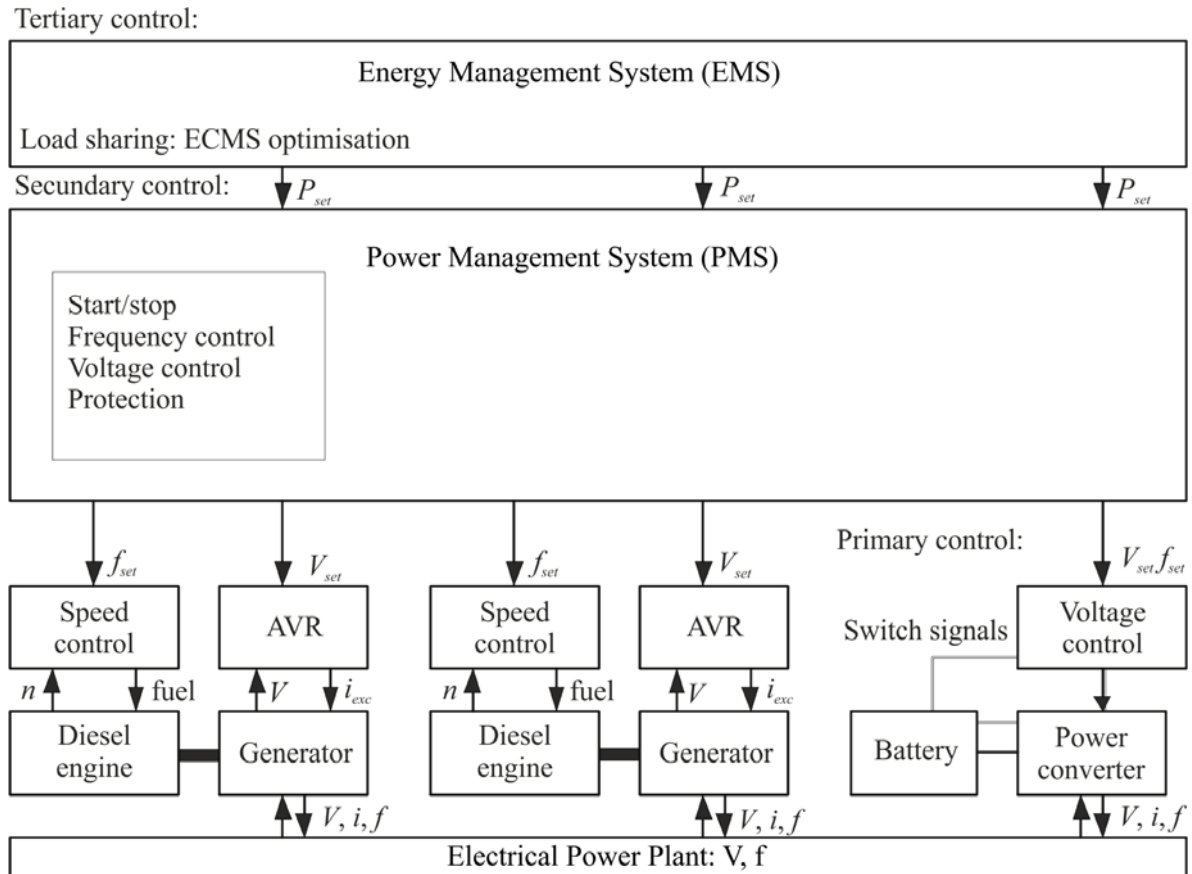 Tertiary control:
Energy Management System (EMS)
Load sharing: ECMS optimisation
Secundary control:
P_set
P_set
P_set
Power Management System (PMS)
Start/stop
Frequency control
Voltage control
Protection
Primary control:
f_set
V_set
f_set
V_set
V_set f_set
Speed
control
AVR
Speed
control
AVR
Switch signals
Voltage
control
n
fuel
V
i_exc
n
fuel
V
i_exc
Diesel
engine
Generator
Diesel
engine
Generator
Battery
Power
converter
V, i, f
V, i, f
V, i, f
Electrical Power Plant: V, f